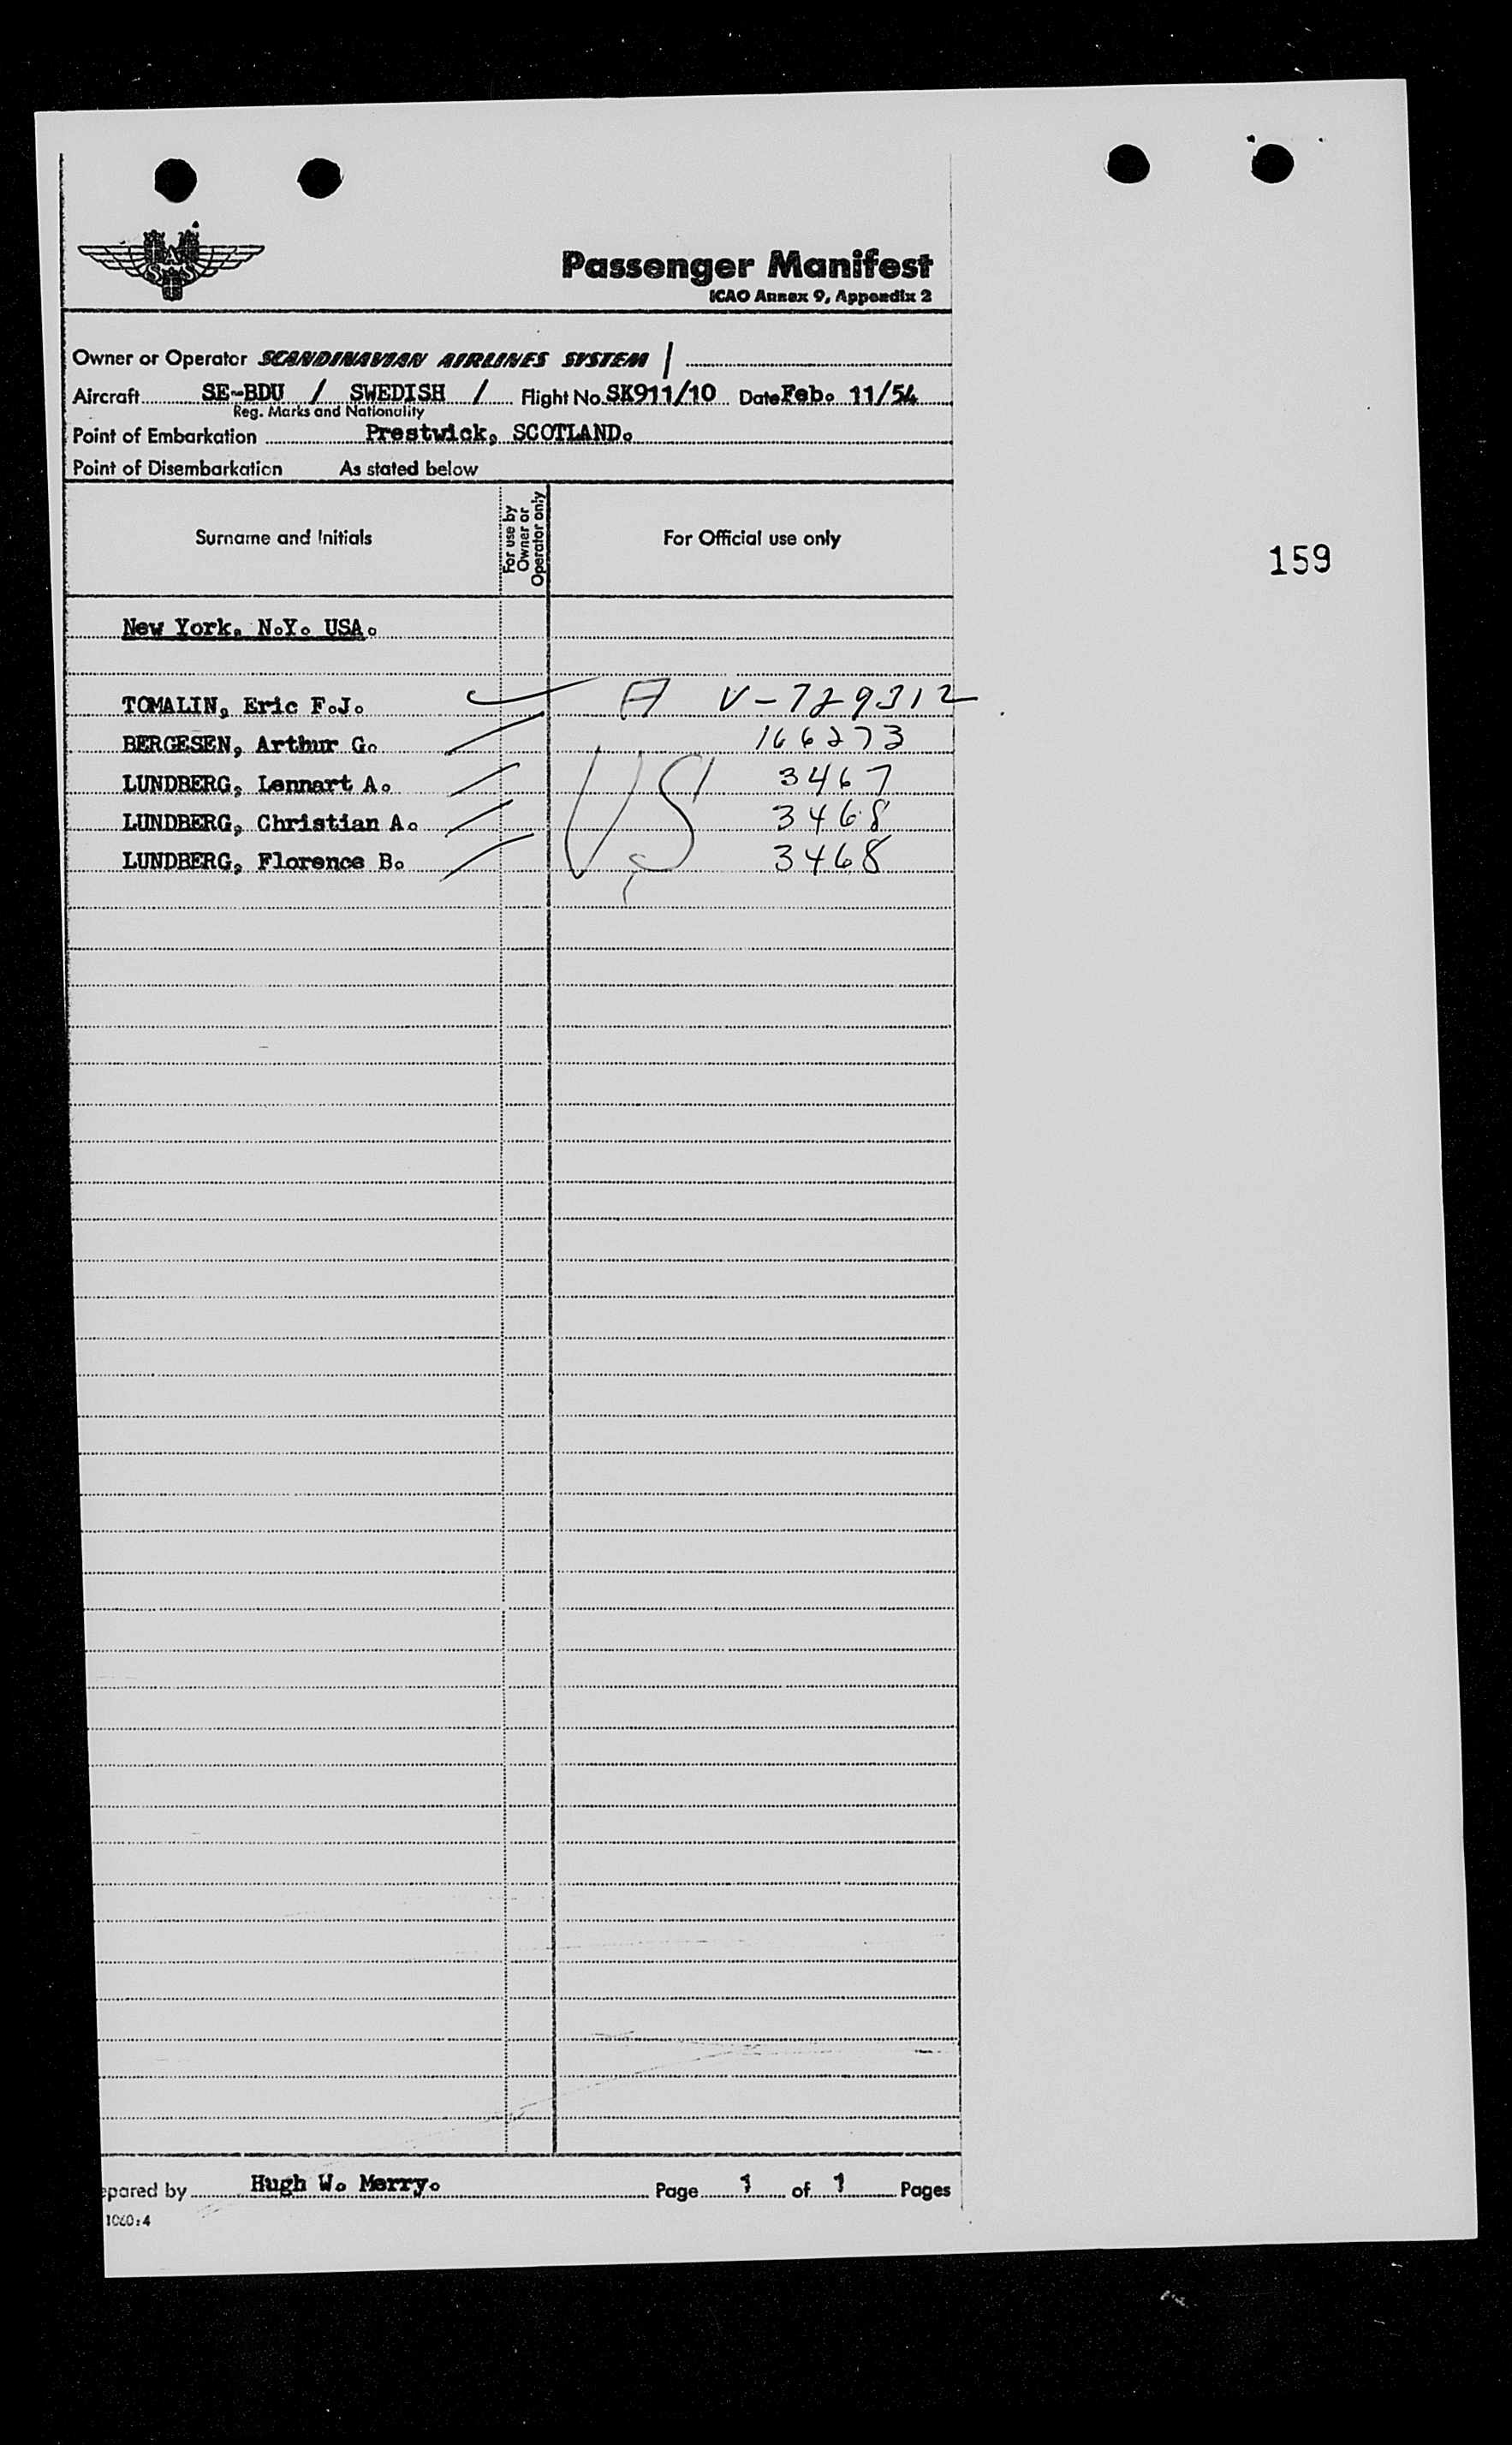 SAS
Passenger Manifest
ICAO Annex 9, Appendix 2
Owner or Operator SCANDINAVIAN AIRLINES SYSTEM /
Aircraft SE-BDU / SWEDISH / Flight No. SK911/10 Date Feb. 11/54
Reg. Marks and Nationality
Point of Embarkation Prestwick, SCOTLAND.
Point of Disembarkation As stated below
Surname and Initials
For use by Owner or Operator only
For Official use only
159
New York. N.Y. USA.
TOMALIN, Eric F.J. A V-729312
BERGESEN, Arthur G. 166273
LUNDBERG, Lennart A. US 3467
LUNDBERG, Christian A. 3468
LUNDBERG, Florence B. 3468
epared by Hugh W. Merry. Page 1 of 1 Pages
1060:4